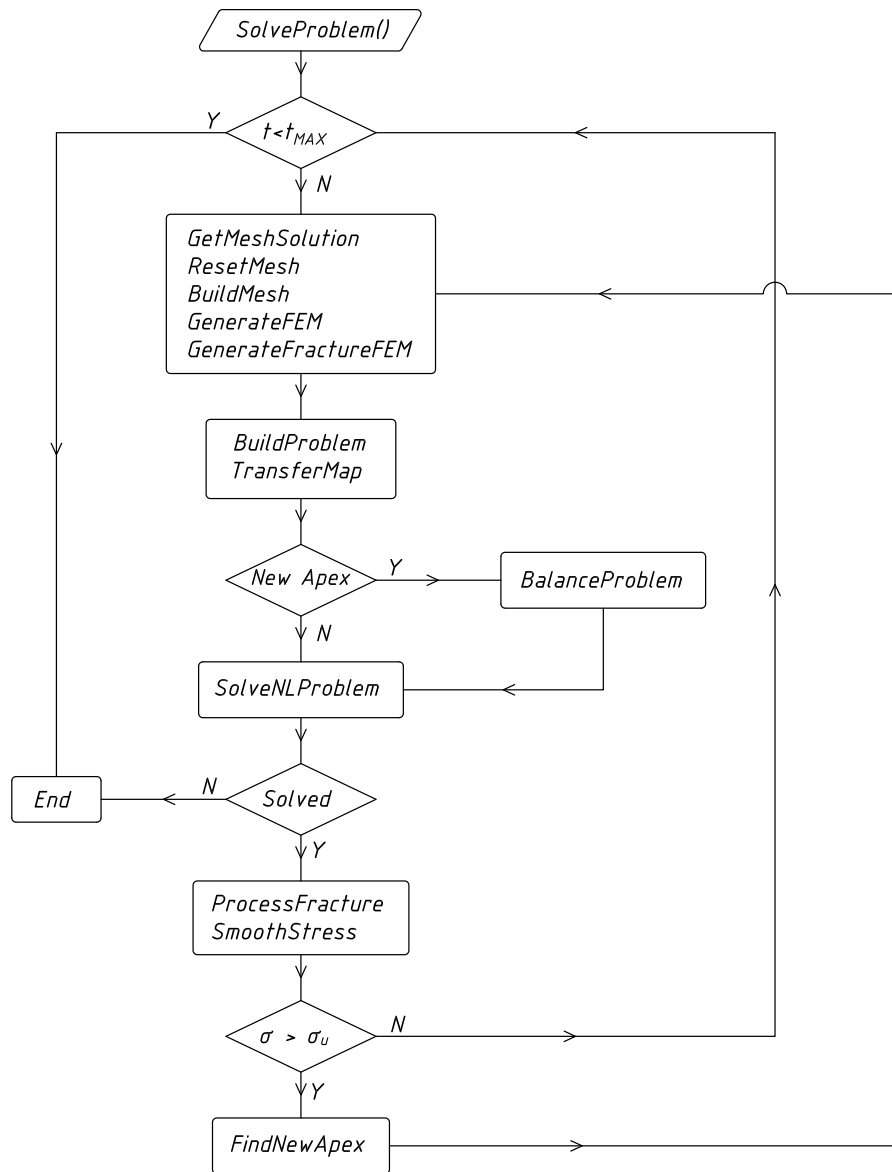 SolveProblem()
t<tMAX
Y
N
GetMeshSolution
ResetMesh
BuildMesh
GenerateFEM
GenerateFractureFEM
BuildProblem
TransferMap
New Apex
Y
BalanceProblem
N
SolveNLProblem
Solved
N
End
Y
ProcessFracture
SmoothStress
σ > σu
N
Y
FindNewApex